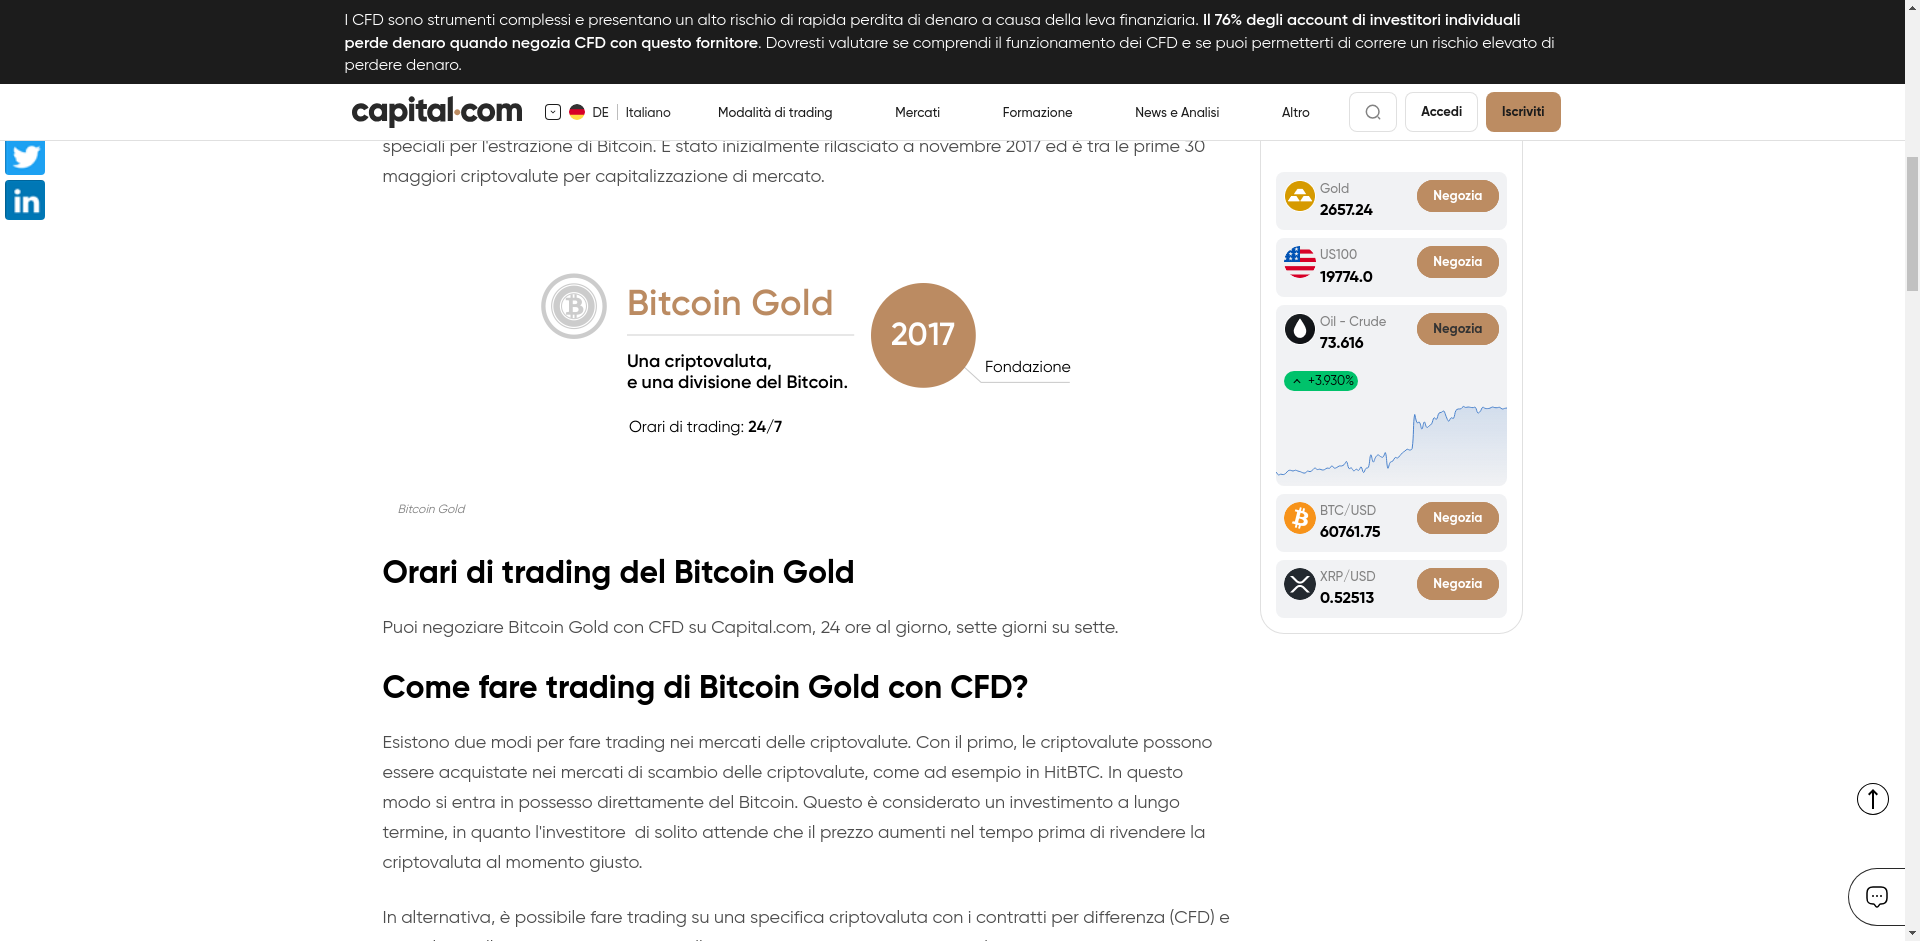 I CFD sono strumenti complessi e presentano un alto rischio di rapida perdita di denaro a causa della leva finanziaria. Il 76% degli account di investitori individuali
perde denaro quando negozia CFD con questo fornitore. Dovresti valutare se comprendi il funzionamento dei CFD e se puoi permetterti di correre un rischio elevato di
perdere denaro.
capital.com DE Italiano Modalità di trading Mercati Formazione News e Analisi Altro Accedi Iscriviti
speciali per l'estrazione di Bitcoin. È stato inizialmente rilasciato a novembre 2017 ed è tra le prime 30
maggiori criptovalute per capitalizzazione di mercato.
in
Bitcoin Gold
2017
Una criptovaluta,
e una divisione del Bitcoin.
Fondazione
Orari di trading: 24/7
Bitcoin Gold
Orari di trading del Bitcoin Gold
Puoi negoziare Bitcoin Gold con CFD su Capital.com, 24 ore al giorno, sette giorni su sette.
Come fare trading di Bitcoin Gold con CFD?
Esistono due modi per fare trading nei mercati delle criptovalute. Con il primo, le criptovalute possono
essere acquistate nei mercati di scambio delle criptovalute, come ad esempio in HitBTC. In questo
modo si entra in possesso direttamente del Bitcoin. Questo è considerato un investimento a lungo
termine, in quanto l'investitore  di solito attende che il prezzo aumenti nel tempo prima di rivendere la
criptovaluta al momento giusto.
In alternativa, è possibile fare trading su una specifica criptovaluta con i contratti per differenza (CFD) e
Gold
2657.24
Negozia
US100
19774.0
Negozia
Oil - Crude
73.616
Negozia
+3.930%
BTC/USD
60761.75
Negozia
XRP/USD
0.52513
Negozia